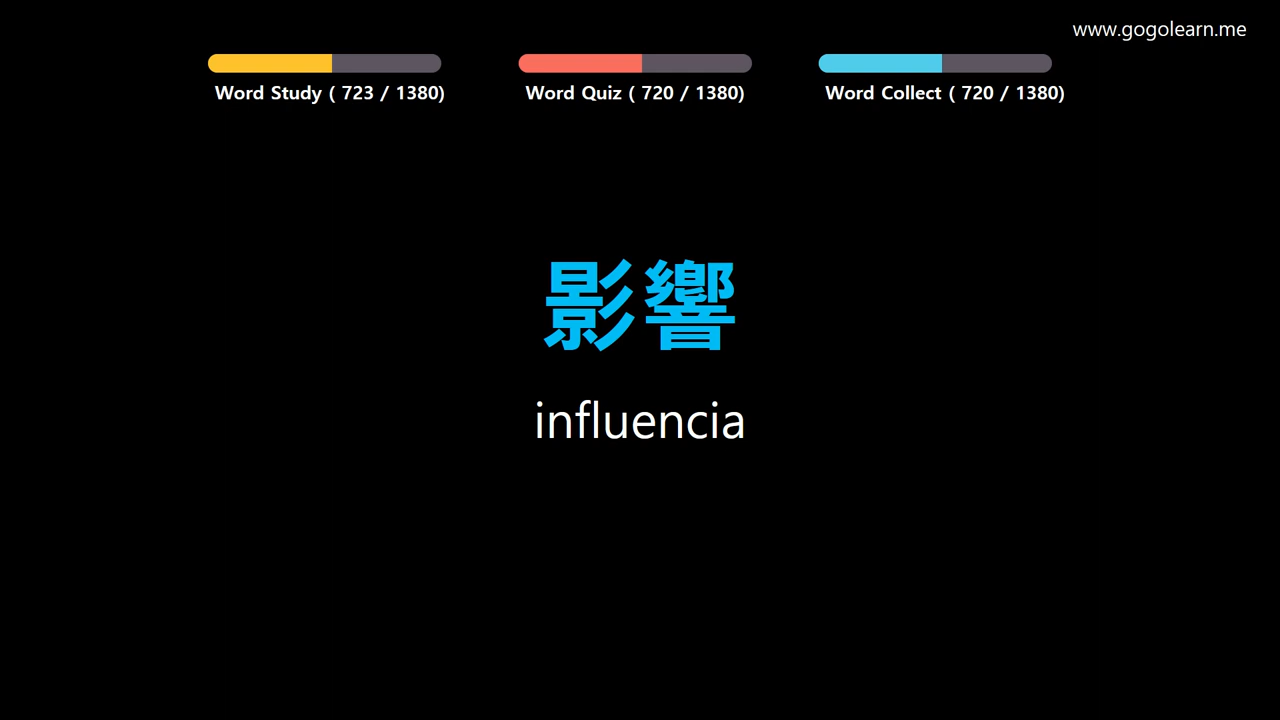 www.gogolearn.me
Word Study ( 723 / 1380)
Word Quiz ( 720 / 1380)
Word Collect ( 720 / 1380)
影響
influencia